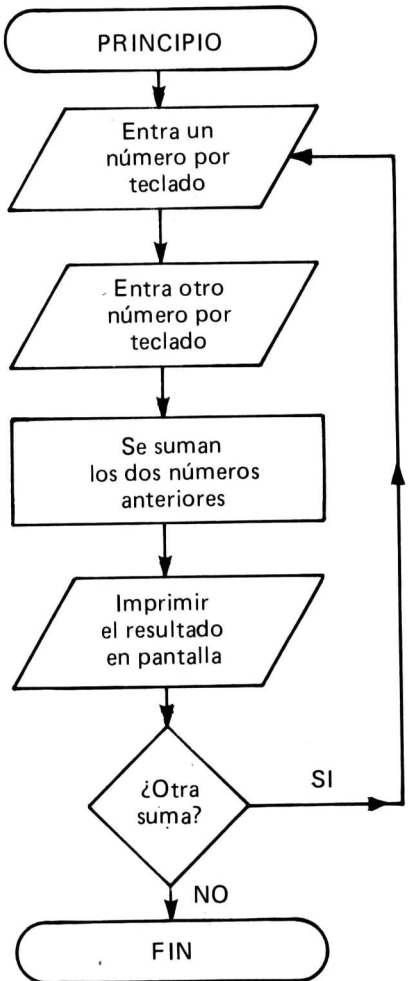 PRINCIPIO
Entra un
número por
teclado
Entra otro
número por
teclado
Se suman
los dos números
anteriores
Imprimir
el resultado
en pantalla
¿Otra
suma?
SI
NO
FIN